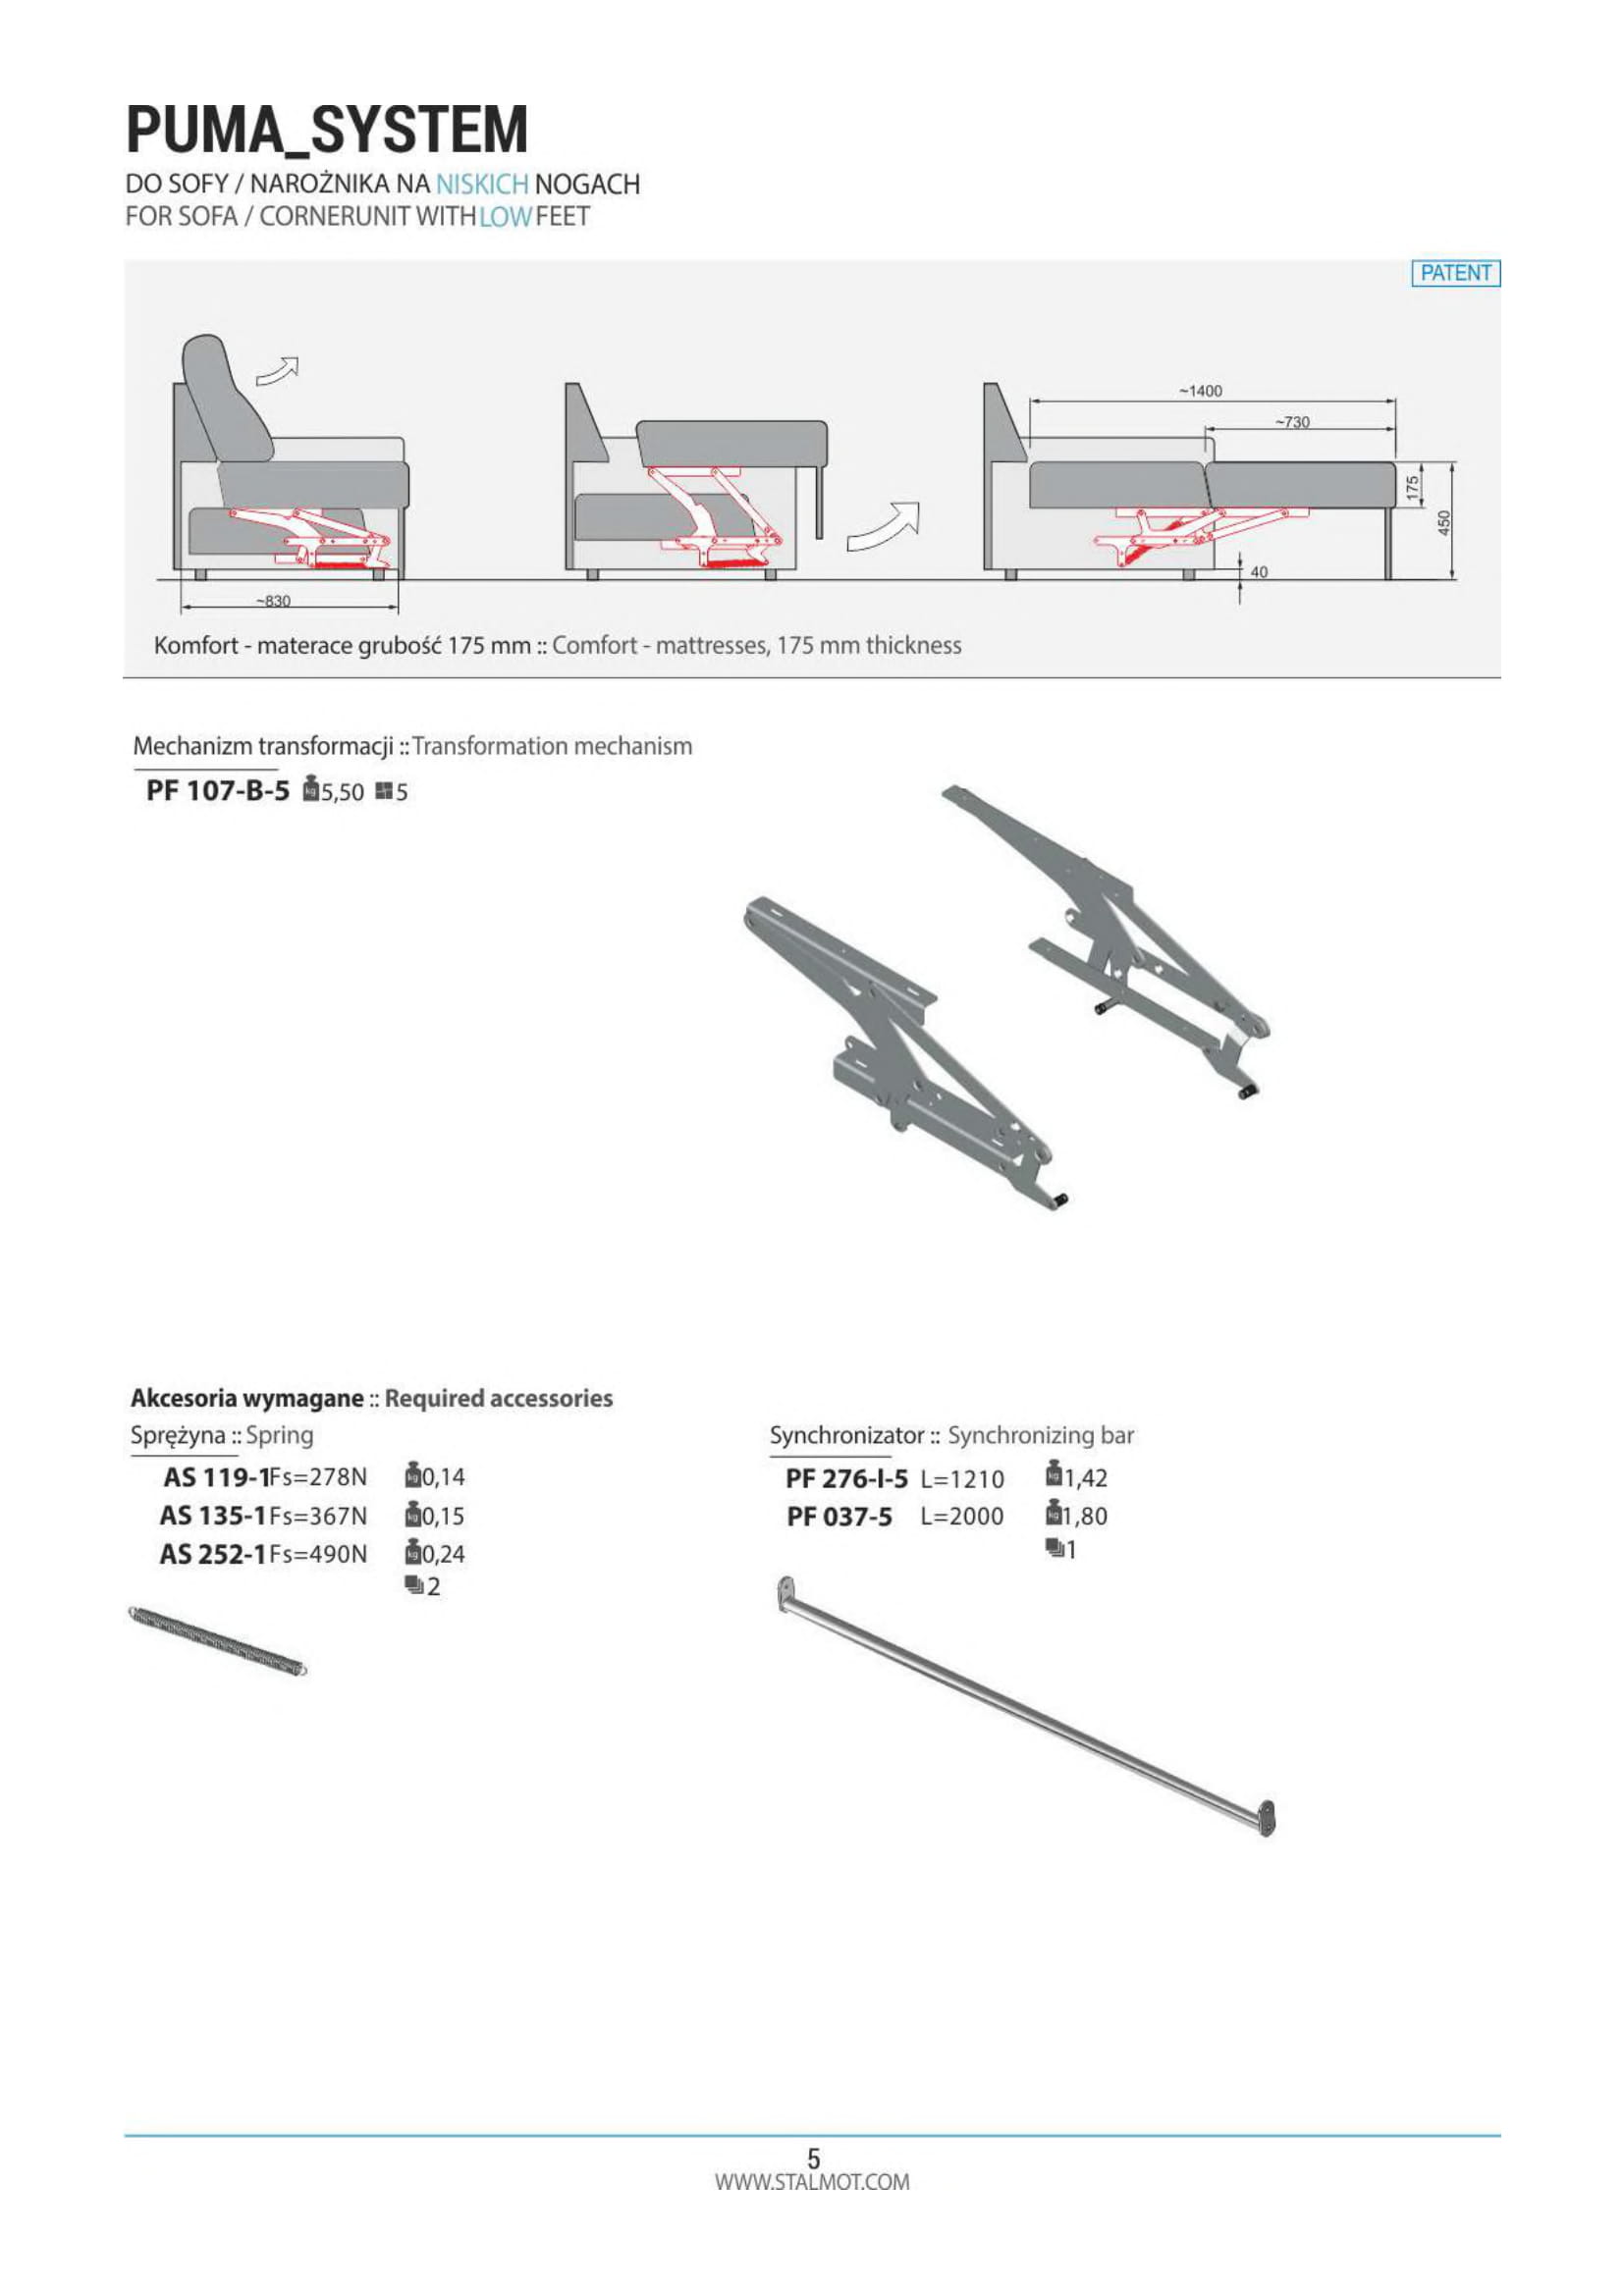 PUMA_SYSTEM
DO SOFY / NAROŻNIKA NA NISKICH NOGACH
FOR SOFA / CORNERUNIT WITH LOW FEET
PATENT
~1400
~730
175
450
40
~830
Komfort - materace grubość 175 mm :: Comfort - mattresses, 175 mm thickness
Mechanizm transformacji :: Transformation mechanism
PF 107-B-5 kg 5,50 5
Akcesoria wymagane :: Required accessories
Sprężyna :: Spring
AS 119-1 Fs=278N kg 0,14
AS 135-1 Fs=367N kg 0,15
AS 252-1 Fs=490N kg 0,24
2
Synchronizator :: Synchronizing bar
PF 276-I-5 L=1210 kg 1,42
PF 037-5 L=2000 kg 1,80
1
5
WWW.STALMOT.COM